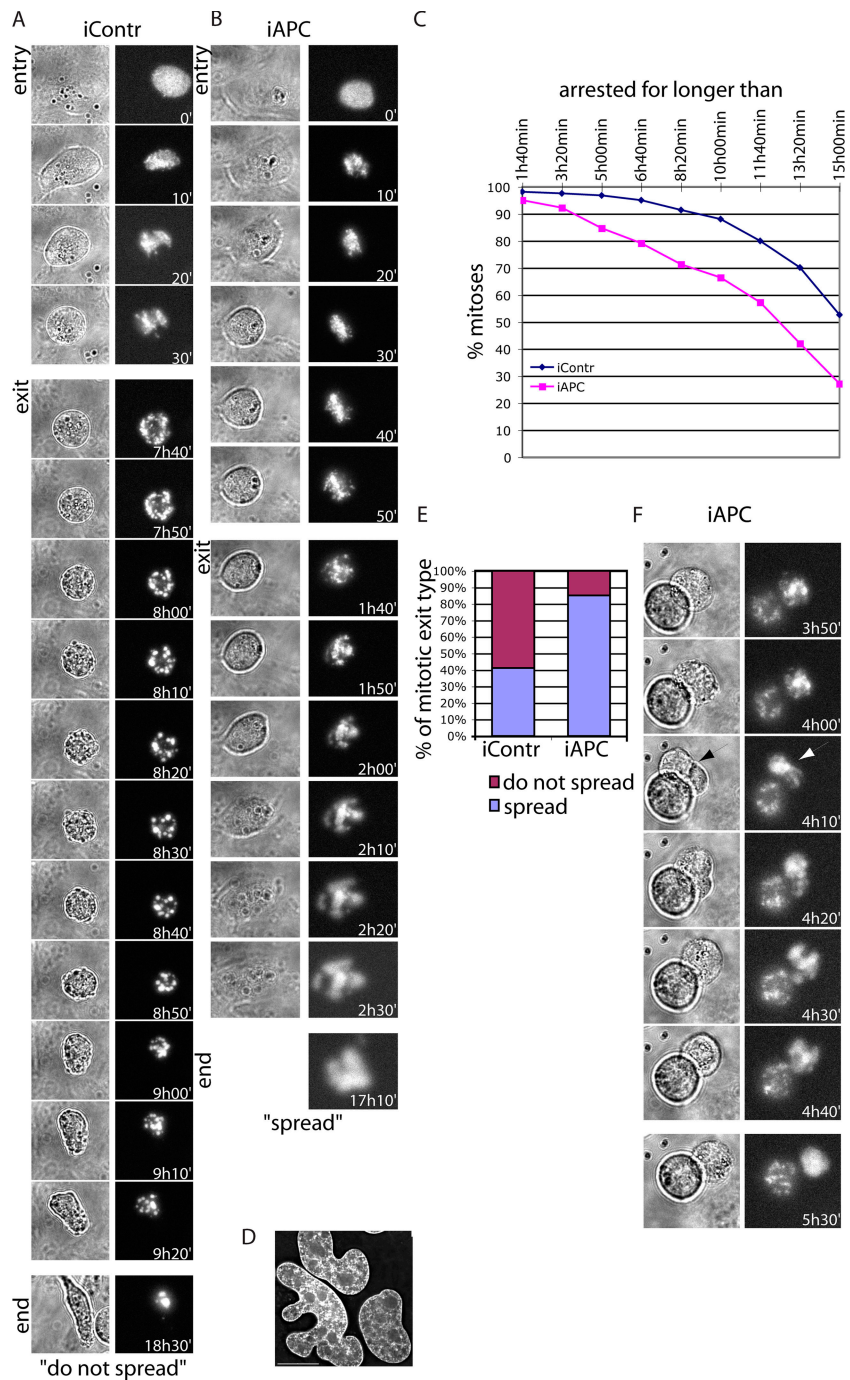 A
iContr
entry
0'
10'
20'
30'
exit
7h40'
7h50'
8h00'
8h10'
8h20'
8h30'
8h40'
8h50'
9h00'
9h10'
9h20'
end
18h30'
"do not spread"
B
iAPC
entry
0'
10'
20'
30'
40'
50'
exit
1h40'
1h50'
2h00'
2h10'
2h20'
2h30'
end
17h10'
"spread"
C
arrested for longer than
1h40min
3h20min
5h00min
6h40min
8h20min
10h00min
11h40min
13h20min
15h00min
% mitoses
100
90
80
70
60
50
40
30
20
10
0
iContr
iAPC
D
E
% of mitotic exit type
100%
90%
80%
70%
60%
50%
40%
30%
20%
10%
0%
iContr iAPC
do not spread
spread
F
iAPC
3h50'
4h00'
4h10'
4h20'
4h30'
4h40'
5h30'